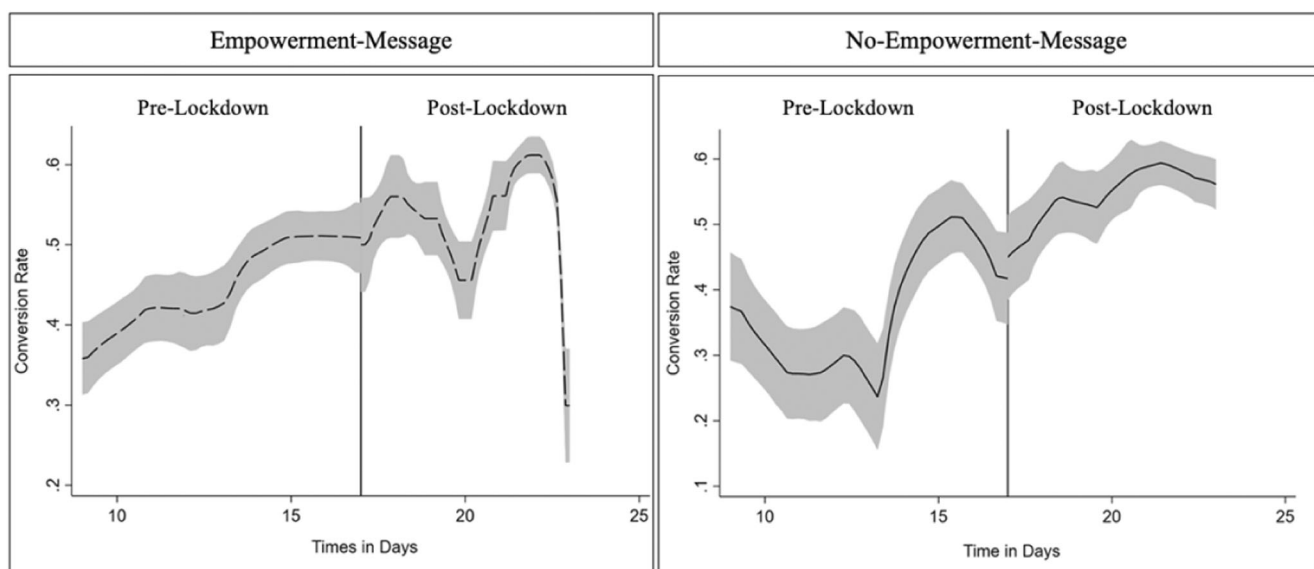 Empowerment-Message
No-Empowerment-Message
Pre-Lockdown
Post-Lockdown
Conversion Rate
.6
.5
.4
.3
.2
10
15
20
25
Times in Days
Pre-Lockdown
Post-Lockdown
Conversion Rate
.6
.5
.4
.3
.2
.1
10
15
20
25
Time in Days